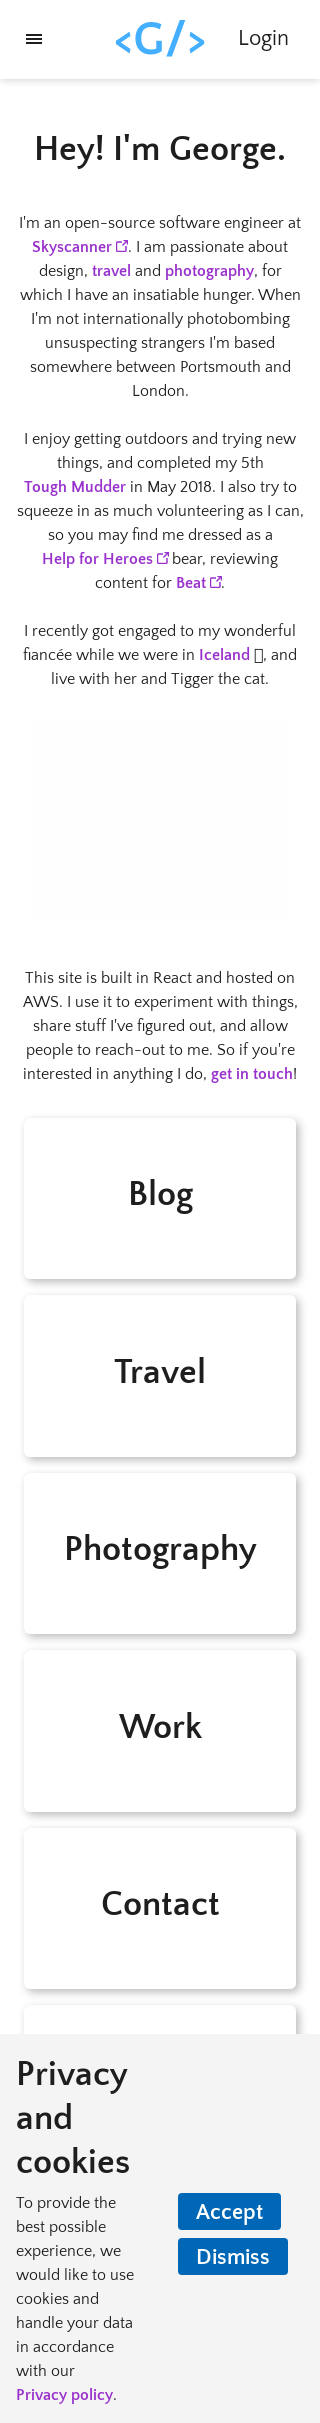 <G/>
Login
Hey! I'm George.
I'm an open-source software engineer at
Skyscanner. I am passionate about
design, travel and photography, for
which I have an insatiable hunger. When
I'm not internationally photobombing
unsuspecting strangers I'm based
somewhere between Portsmouth and
London.
I enjoy getting outdoors and trying new
things, and completed my 5th
Tough Mudder in May 2018. I also try to
squeeze in as much volunteering as I can,
so you may find me dressed as a
Help for Heroes bear, reviewing
content for Beat.
I recently got engaged to my wonderful
fiancée while we were in Iceland , and
live with her and Tigger the cat.
This site is built in React and hosted on
AWS. I use it to experiment with things,
share stuff I've figured out, and allow
people to reach-out to me. So if you're
interested in anything I do, get in touch!
Blog
Travel
Photography
Work
Contact
Privacy
and
cookies
To provide the
best possible
experience, we
would like to use
cookies and
handle your data
in accordance
with our
Privacy policy.
Accept
Dismiss